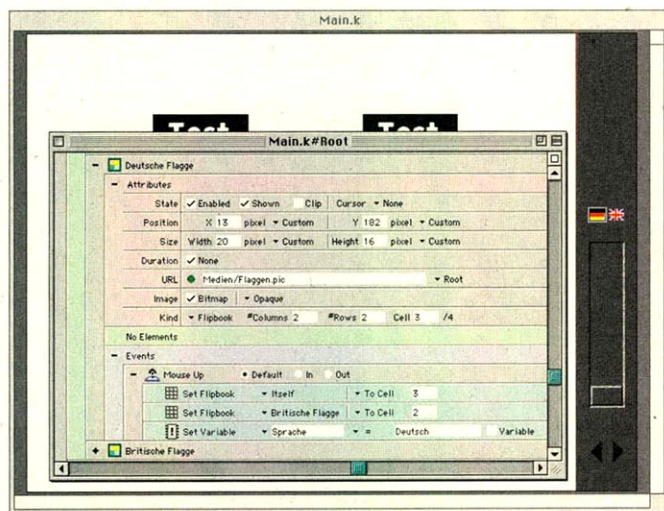 Main.k
Test Test
Main.k#Root
Deutsche Flagge
Attributes
State Enabled Shown Clip Cursor None
Position X 13 pixel Custom Y 182 pixel Custom
Size Width 20 pixel Custom Height 16 pixel Custom
Duration None
URL Medien/Flaggen.pic Root
Image Bitmap Opaque
Kind Flipbook #Columns 2 #Rows 2 Cell 3 /4
No Elements
Events
Mouse Up Default In Out
Set Flipbook Itself To Cell 3
Set Flipbook Britische Flagge To Cell 2
Set Variable Sprache = Deutsch Variable
Britische Flagge